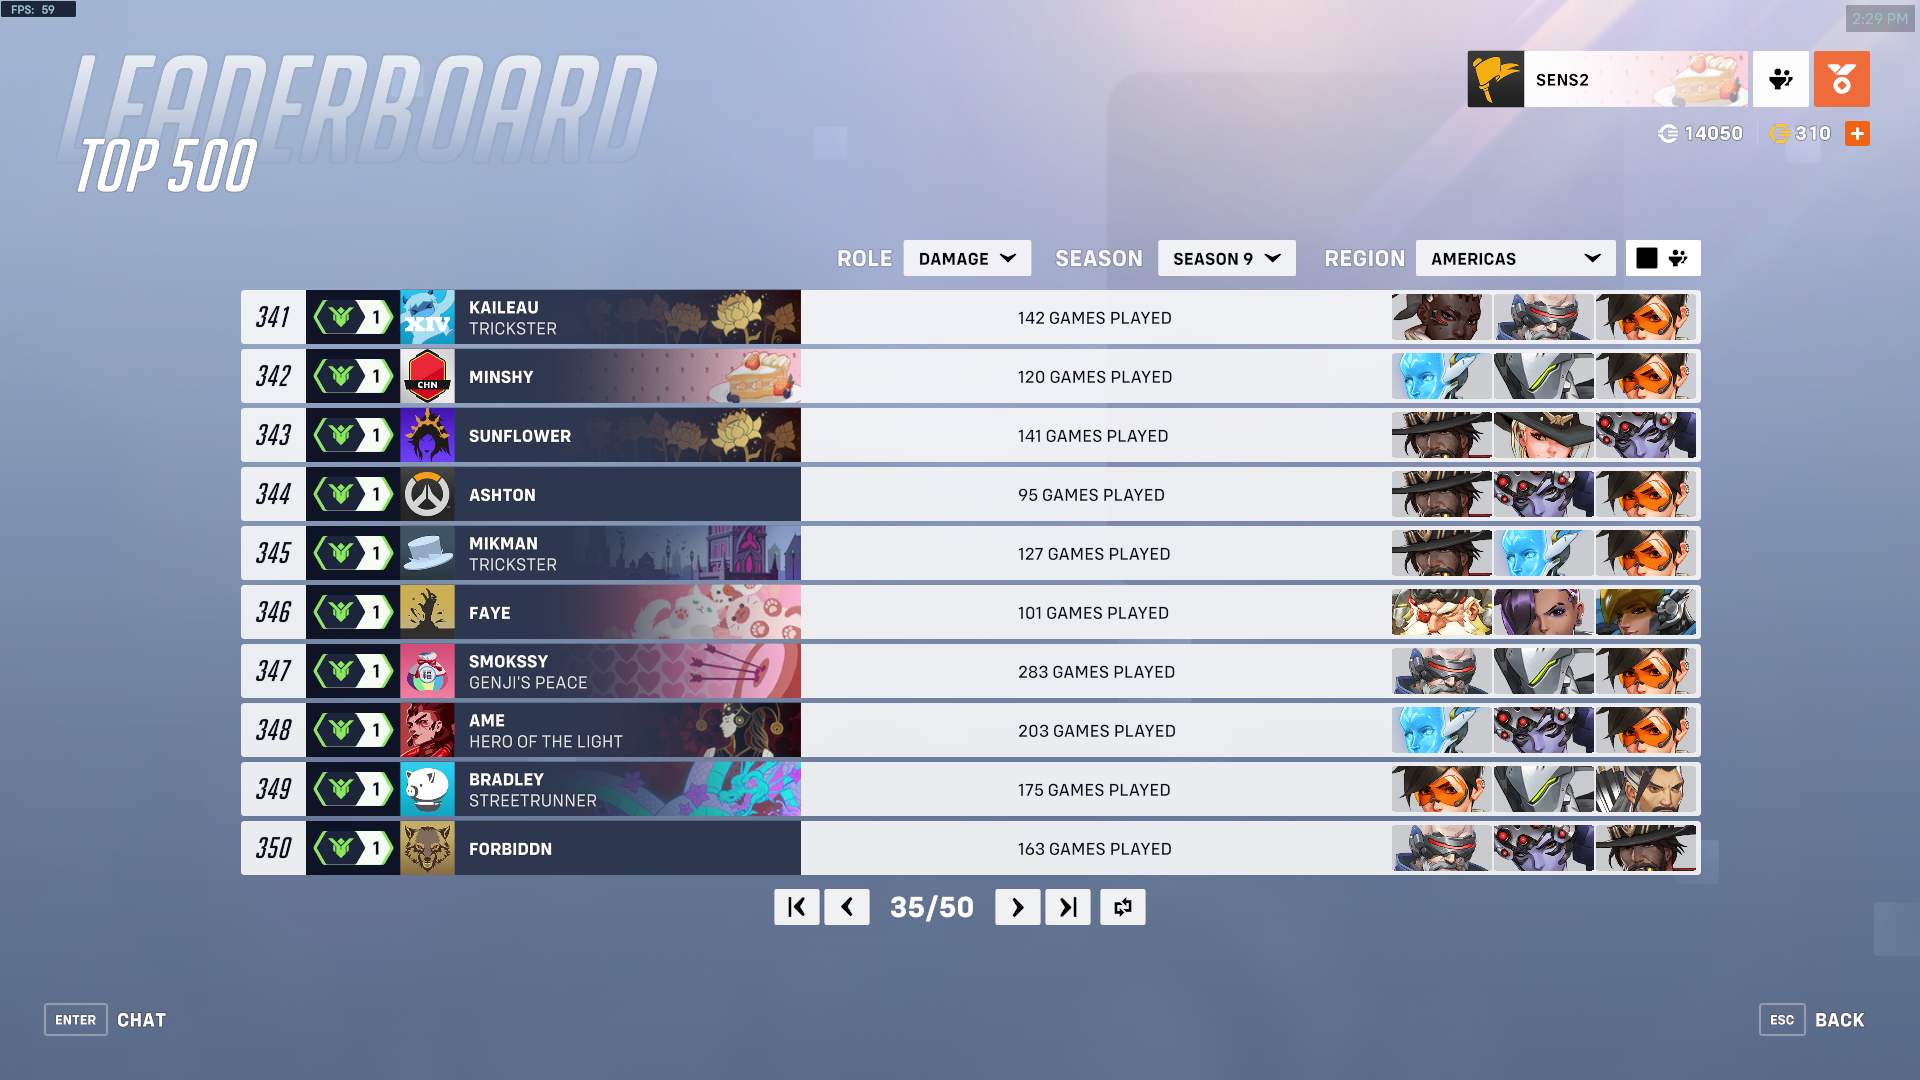 FPS: 59
2:29 PM
LEADERBOARD
TOP 500
SENS2
14050
310
ROLE DAMAGE SEASON SEASON 9 REGION AMERICAS
341 1 XIV KAILEAU 142 GAMES PLAYED
TRICKSTER
342 1 CHN MINSHY 120 GAMES PLAYED
343 1 SUNFLOWER 141 GAMES PLAYED
344 1 ASHTON 95 GAMES PLAYED
345 1 MIKMAN 127 GAMES PLAYED
TRICKSTER
346 1 FAYE 101 GAMES PLAYED
347 1 SMOKSSY 283 GAMES PLAYED
GENJI'S PEACE
348 1 AME 203 GAMES PLAYED
HERO OF THE LIGHT
349 1 BRADLEY 175 GAMES PLAYED
STREETRUNNER
350 1 FORBIDDN 163 GAMES PLAYED
35/50
ENTER CHAT
ESC BACK